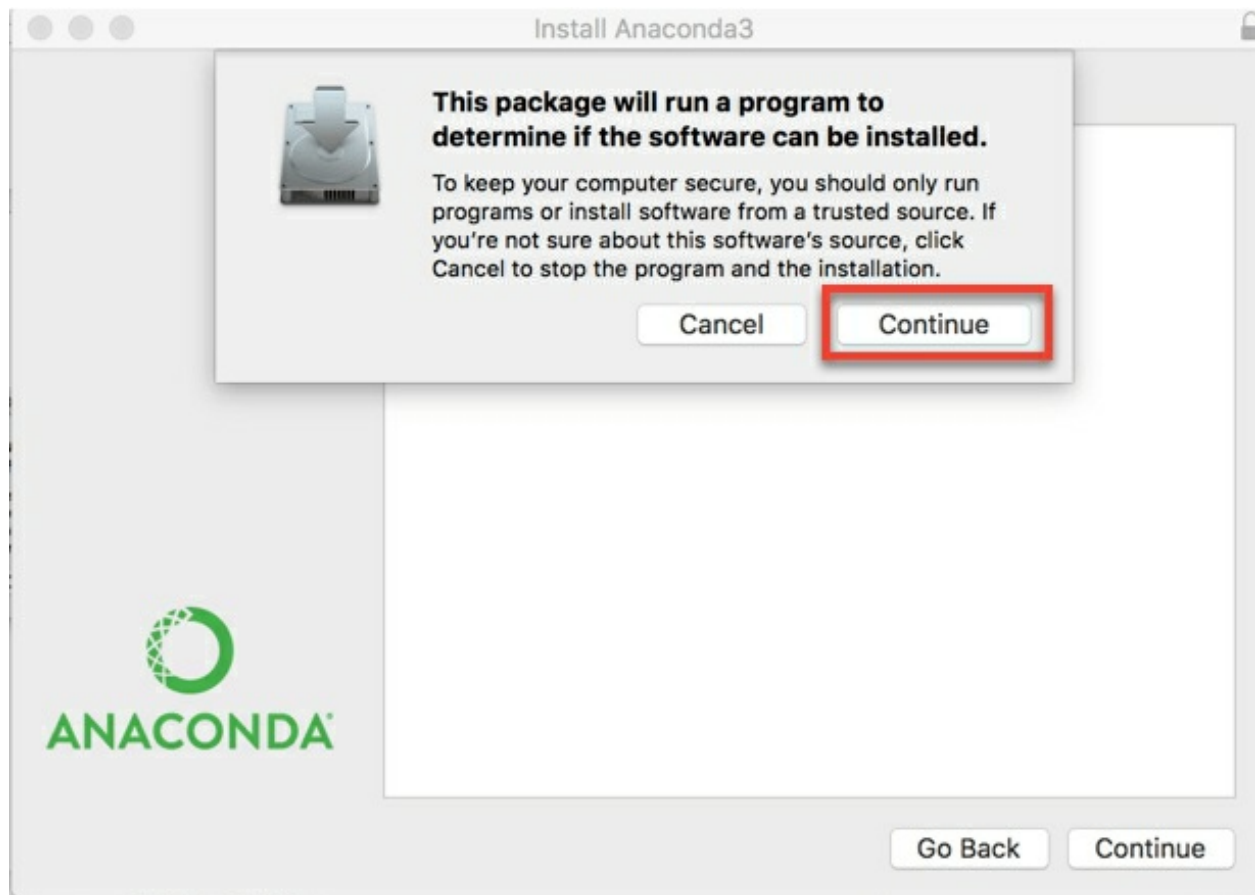 Install Anaconda3
This package will run a program to
determine if the software can be installed.
To keep your computer secure, you should only run
programs or install software from a trusted source. If
you’re not sure about this software’s source, click
Cancel to stop the program and the installation.
Cancel
Continue
ANACONDA
Go Back
Continue